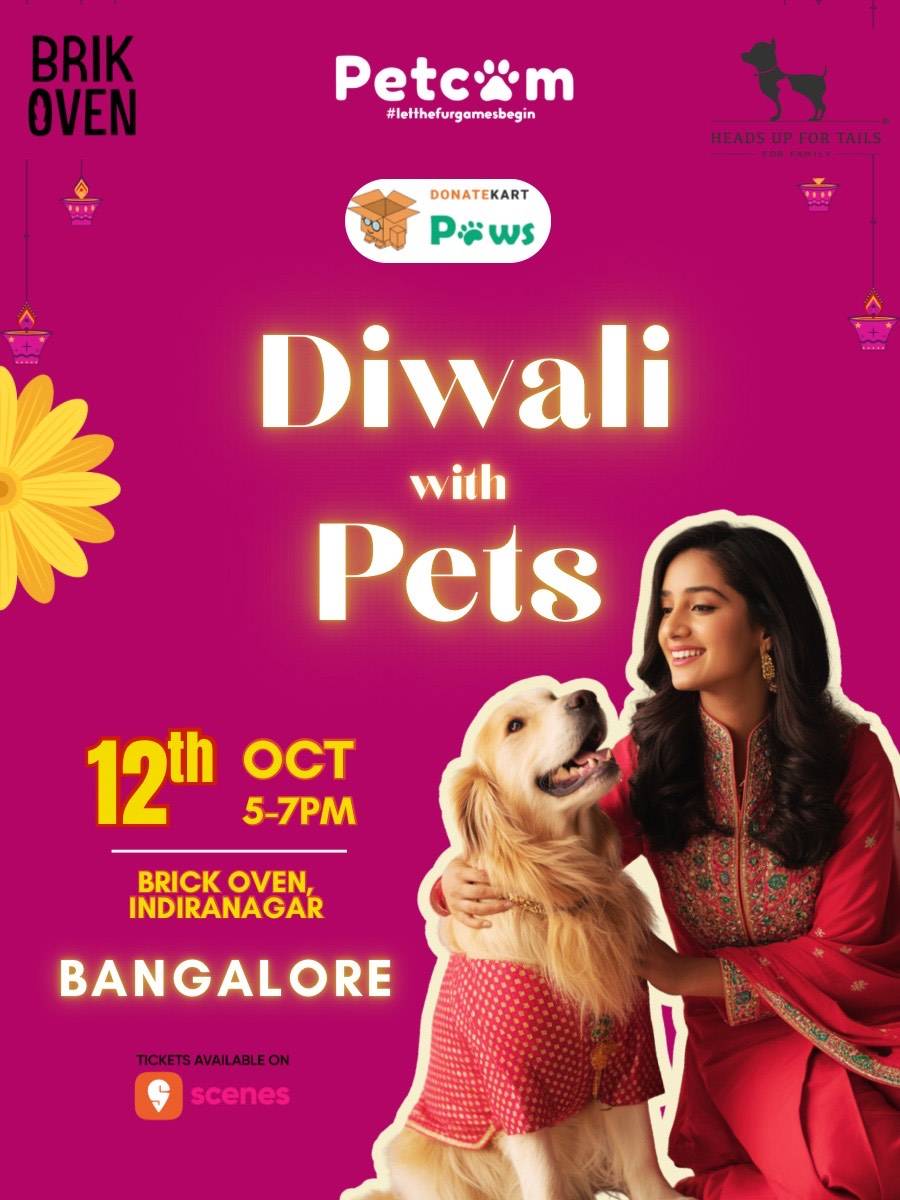 BRIK
OVEN
Petcom
#letthefurgamesbegin
HEADS UP FOR TAILS
FOR FAMILY
DONATEKART
Paws
Diwali
with
Pets
12th OCT
5-7PM
BRICK OVEN,
INDIRANAGAR
BANGALORE
TICKETS AVAILABLE ON
scenes